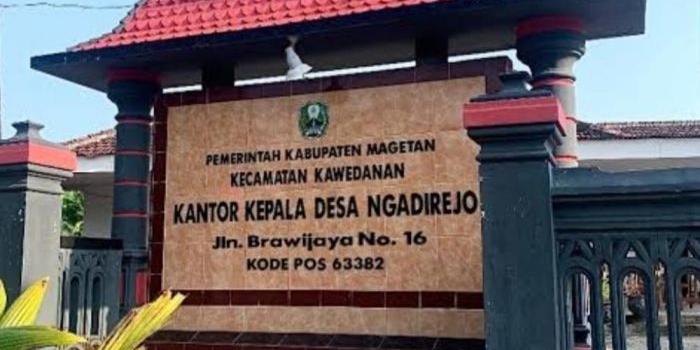 PEMERINTAH KABUPATEN MAGETAN
KECAMATAN KAWEDANAN
KANTOR KEPALA DESA NGADIREJO
Jln. Brawijaya No. 16
KODE POS 63382